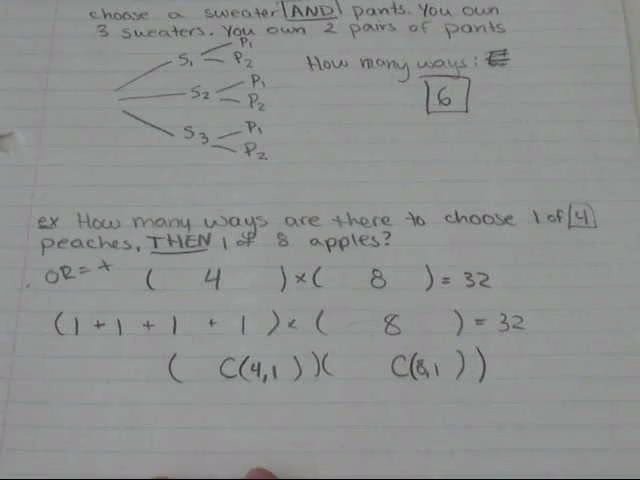 choose a sweater AND pants. You own
3 sweaters. You own 2 pairs of pants
S1 P1 P2
How many ways:
S2 P1 P2
6
S3 P1 P2
ex How many ways are there to choose 1 of 4
peaches, THEN 1 of 8 apples?
OR = + ( 4 ) × ( 8 ) = 32
(1 + 1 + 1 + 1 ) × ( 8 ) = 32
( C(4,1 ))( C(8,1 ))